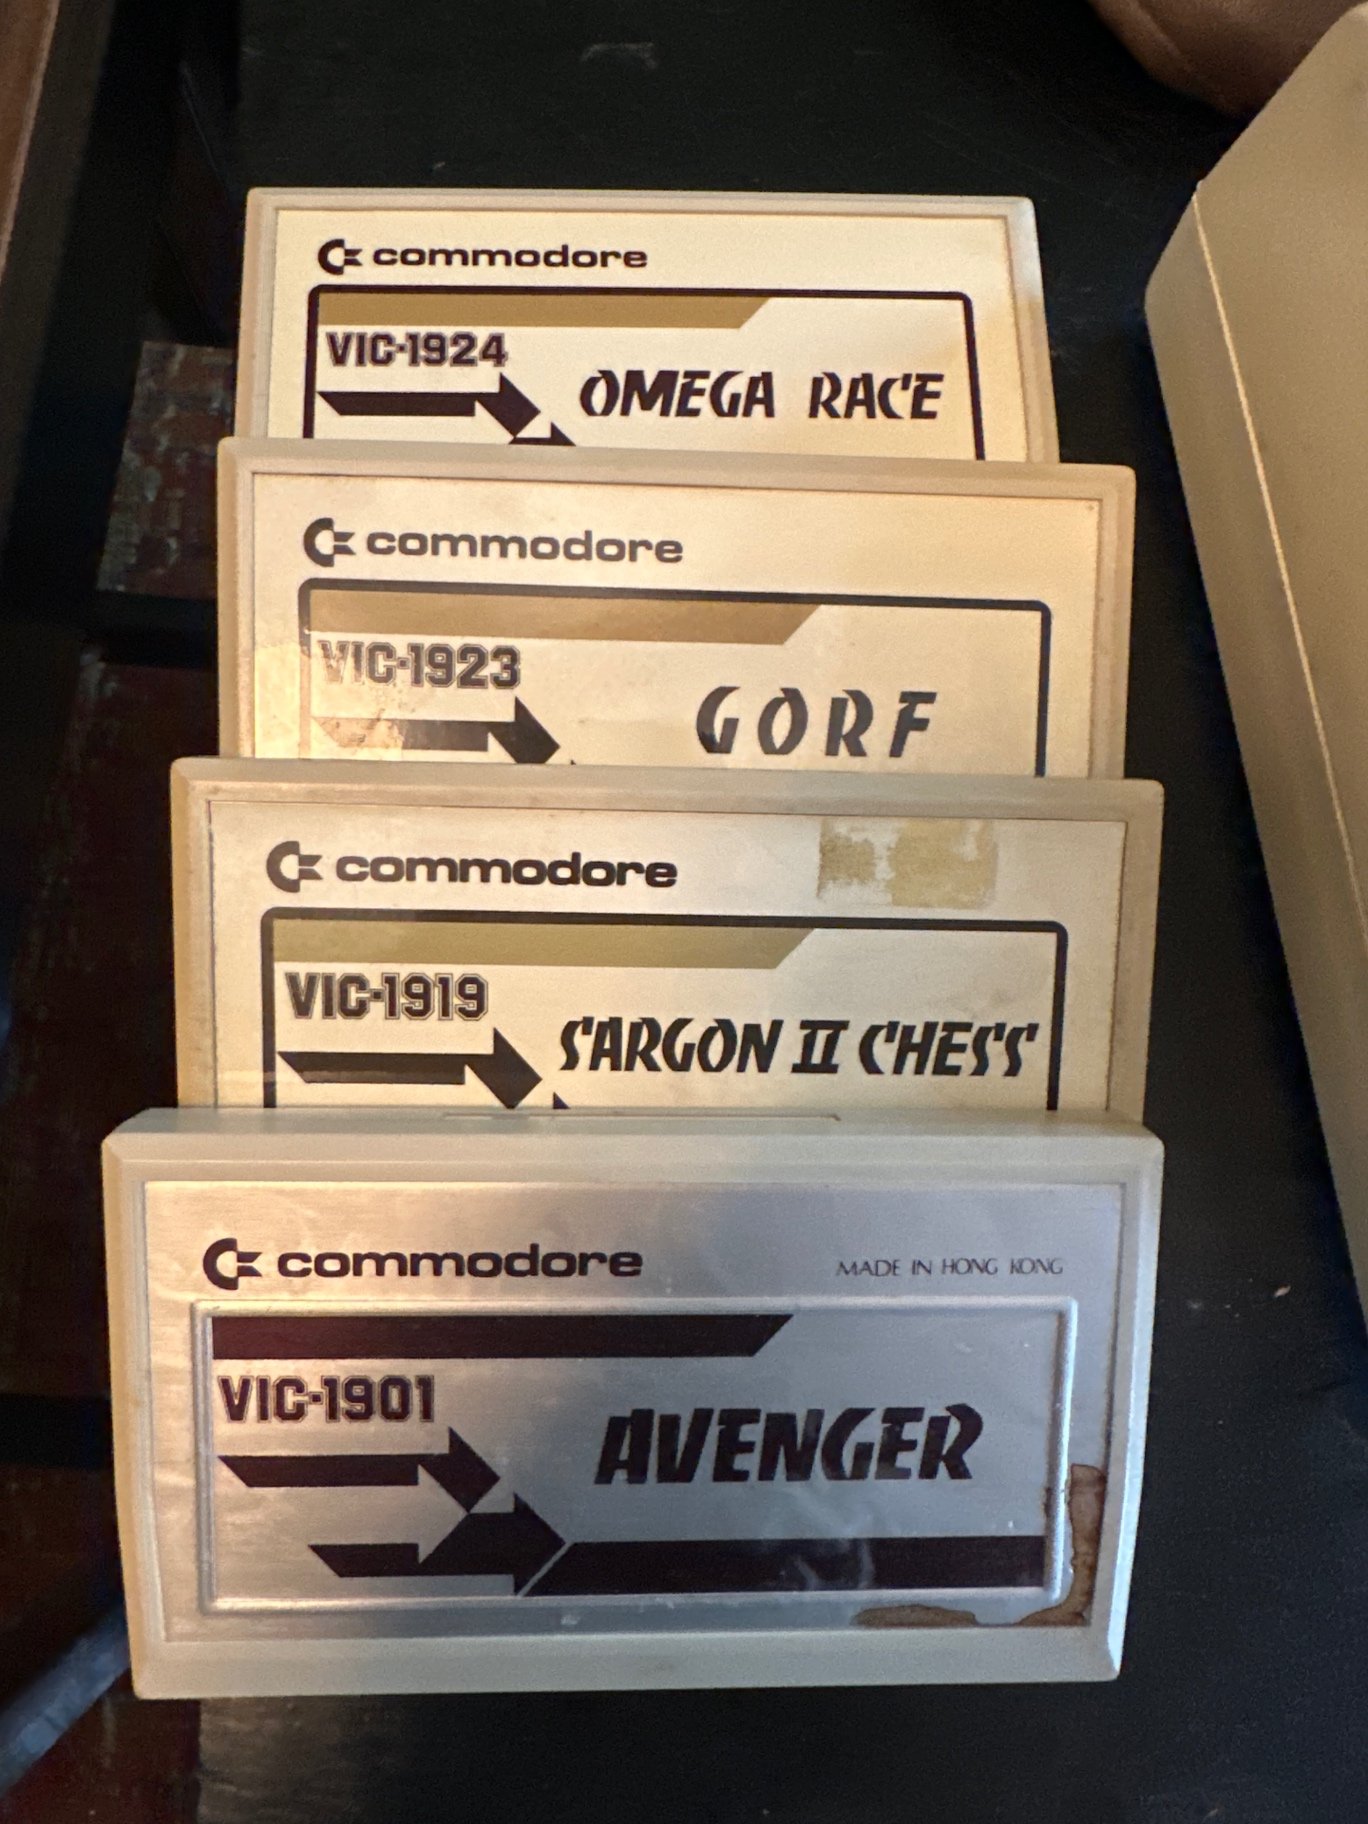 commodore
VIC-1924
OMEGA RACE
commodore
VIC-1923
GORF
commodore
VIC-1919
SARGON II CHESS
commodore
MADE IN HONG KONG
VIC-1901
AVENGER